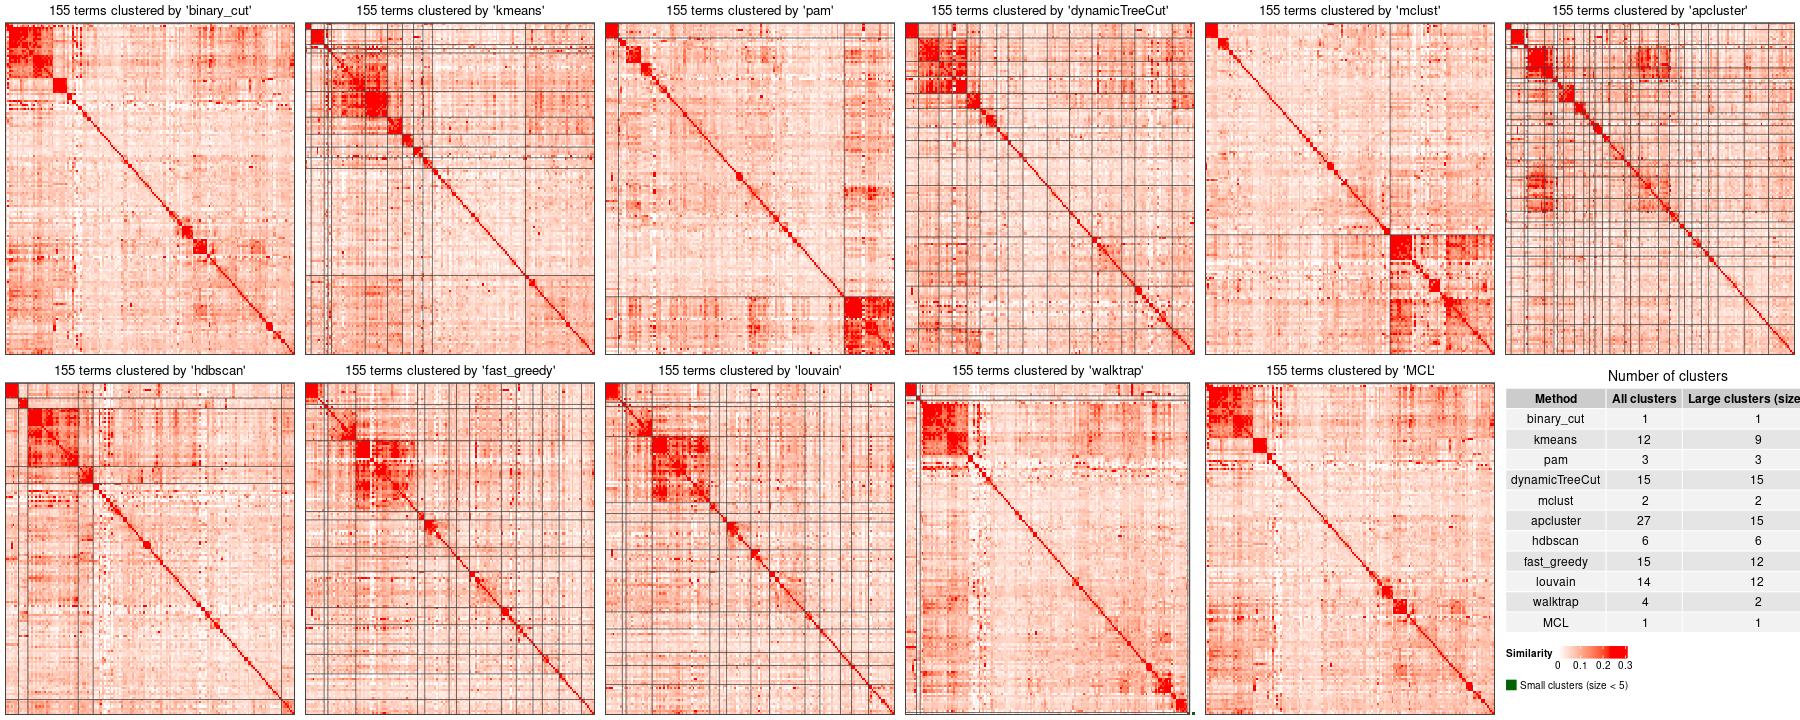 155 terms clustered by 'binary_cut'
155 terms clustered by 'kmeans'
155 terms clustered by 'pam'
155 terms clustered by 'dynamicTreeCut'
155 terms clustered by 'mclust'
155 terms clustered by 'apcluster'
155 terms clustered by 'hdbscan'
155 terms clustered by 'fast_greedy'
155 terms clustered by 'louvain'
155 terms clustered by 'walktrap'
155 terms clustered by 'MCL'
Number of clusters
Method All clusters Large clusters (size
binary_cut 1 1
kmeans 12 9
pam 3 3
dynamicTreeCut 15 15
mclust 2 2
apcluster 27 15
hdbscan 6 6
fast_greedy 15 12
louvain 14 12
walktrap 4 2
MCL 1 1
Similarity
0 0.1 0.2 0.3
Small clusters (size < 5)